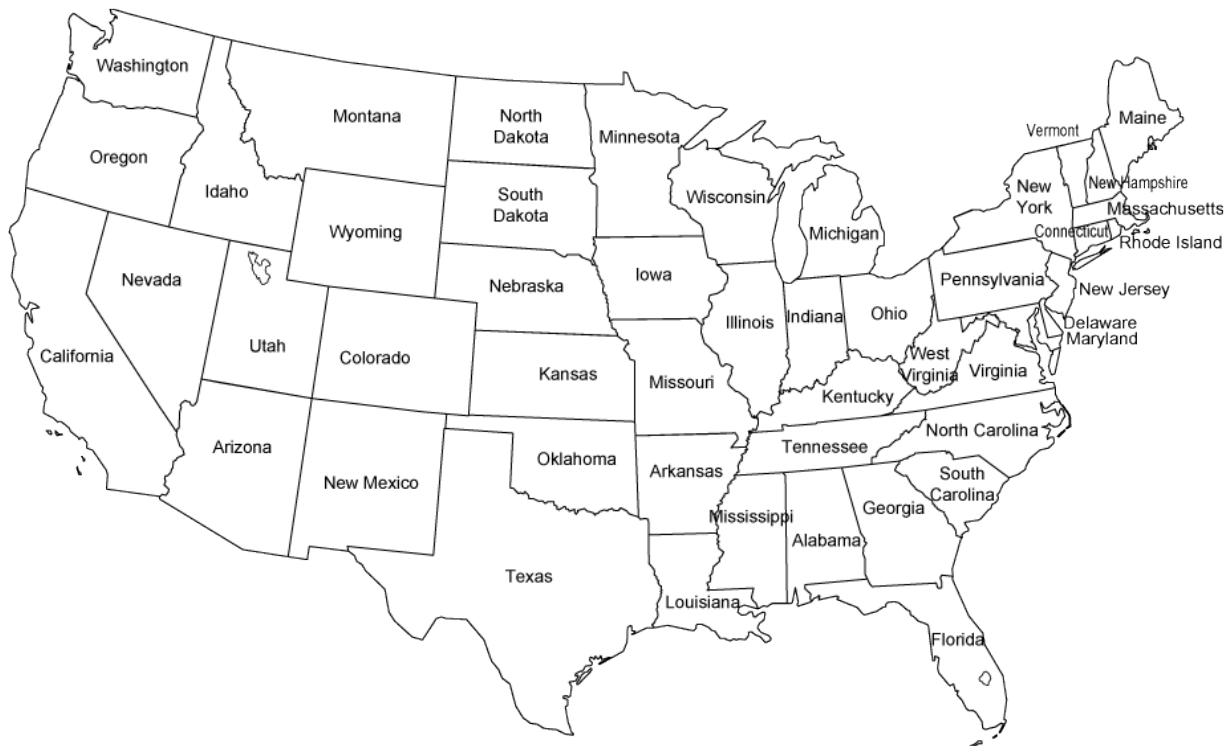 Washington
Montana
North
Dakota
Minnesota
Maine
Vermont
Oregon
Idaho
South
Dakota
Wisconsin
New
York
New Hampshire
Massachusetts
Wyoming
Michigan
Connecticut
Rhode Island
Nevada
Nebraska
Iowa
Pennsylvania
New Jersey
Illinois
Indiana
Ohio
Delaware
Maryland
California
Utah
Colorado
Kansas
Missouri
West
Virginia
Virginia
Kentucky
Arizona
New Mexico
Oklahoma
Arkansas
Tennessee
North Carolina
South
Carolina
Mississippi
Alabama
Georgia
Texas
Louisiana
Florida